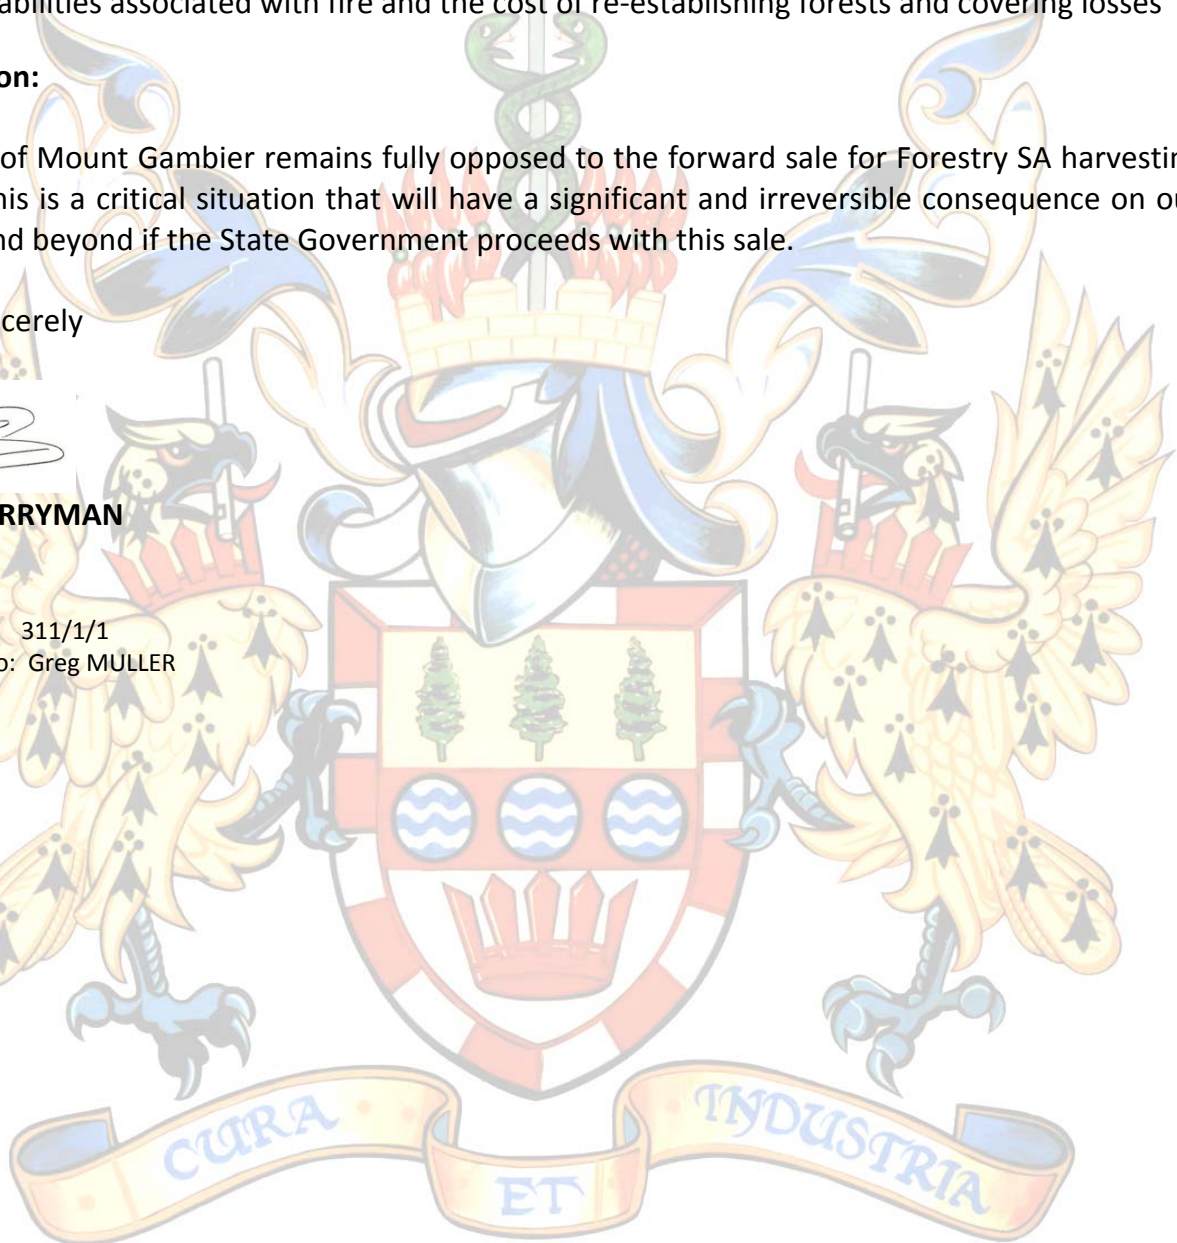 abilities associated with fire and the cost of re-establishing forests and covering losses
on:
of Mount Gambier remains fully opposed to the forward sale for Forestry SA harvestin
his is a critical situation that will have a significant and irreversible consequence on ou
nd beyond if the State Government proceeds with this sale.
cerely
RRYMAN
311/1/1
o: Greg MULLER
CURA
ET
INDUSTRIA